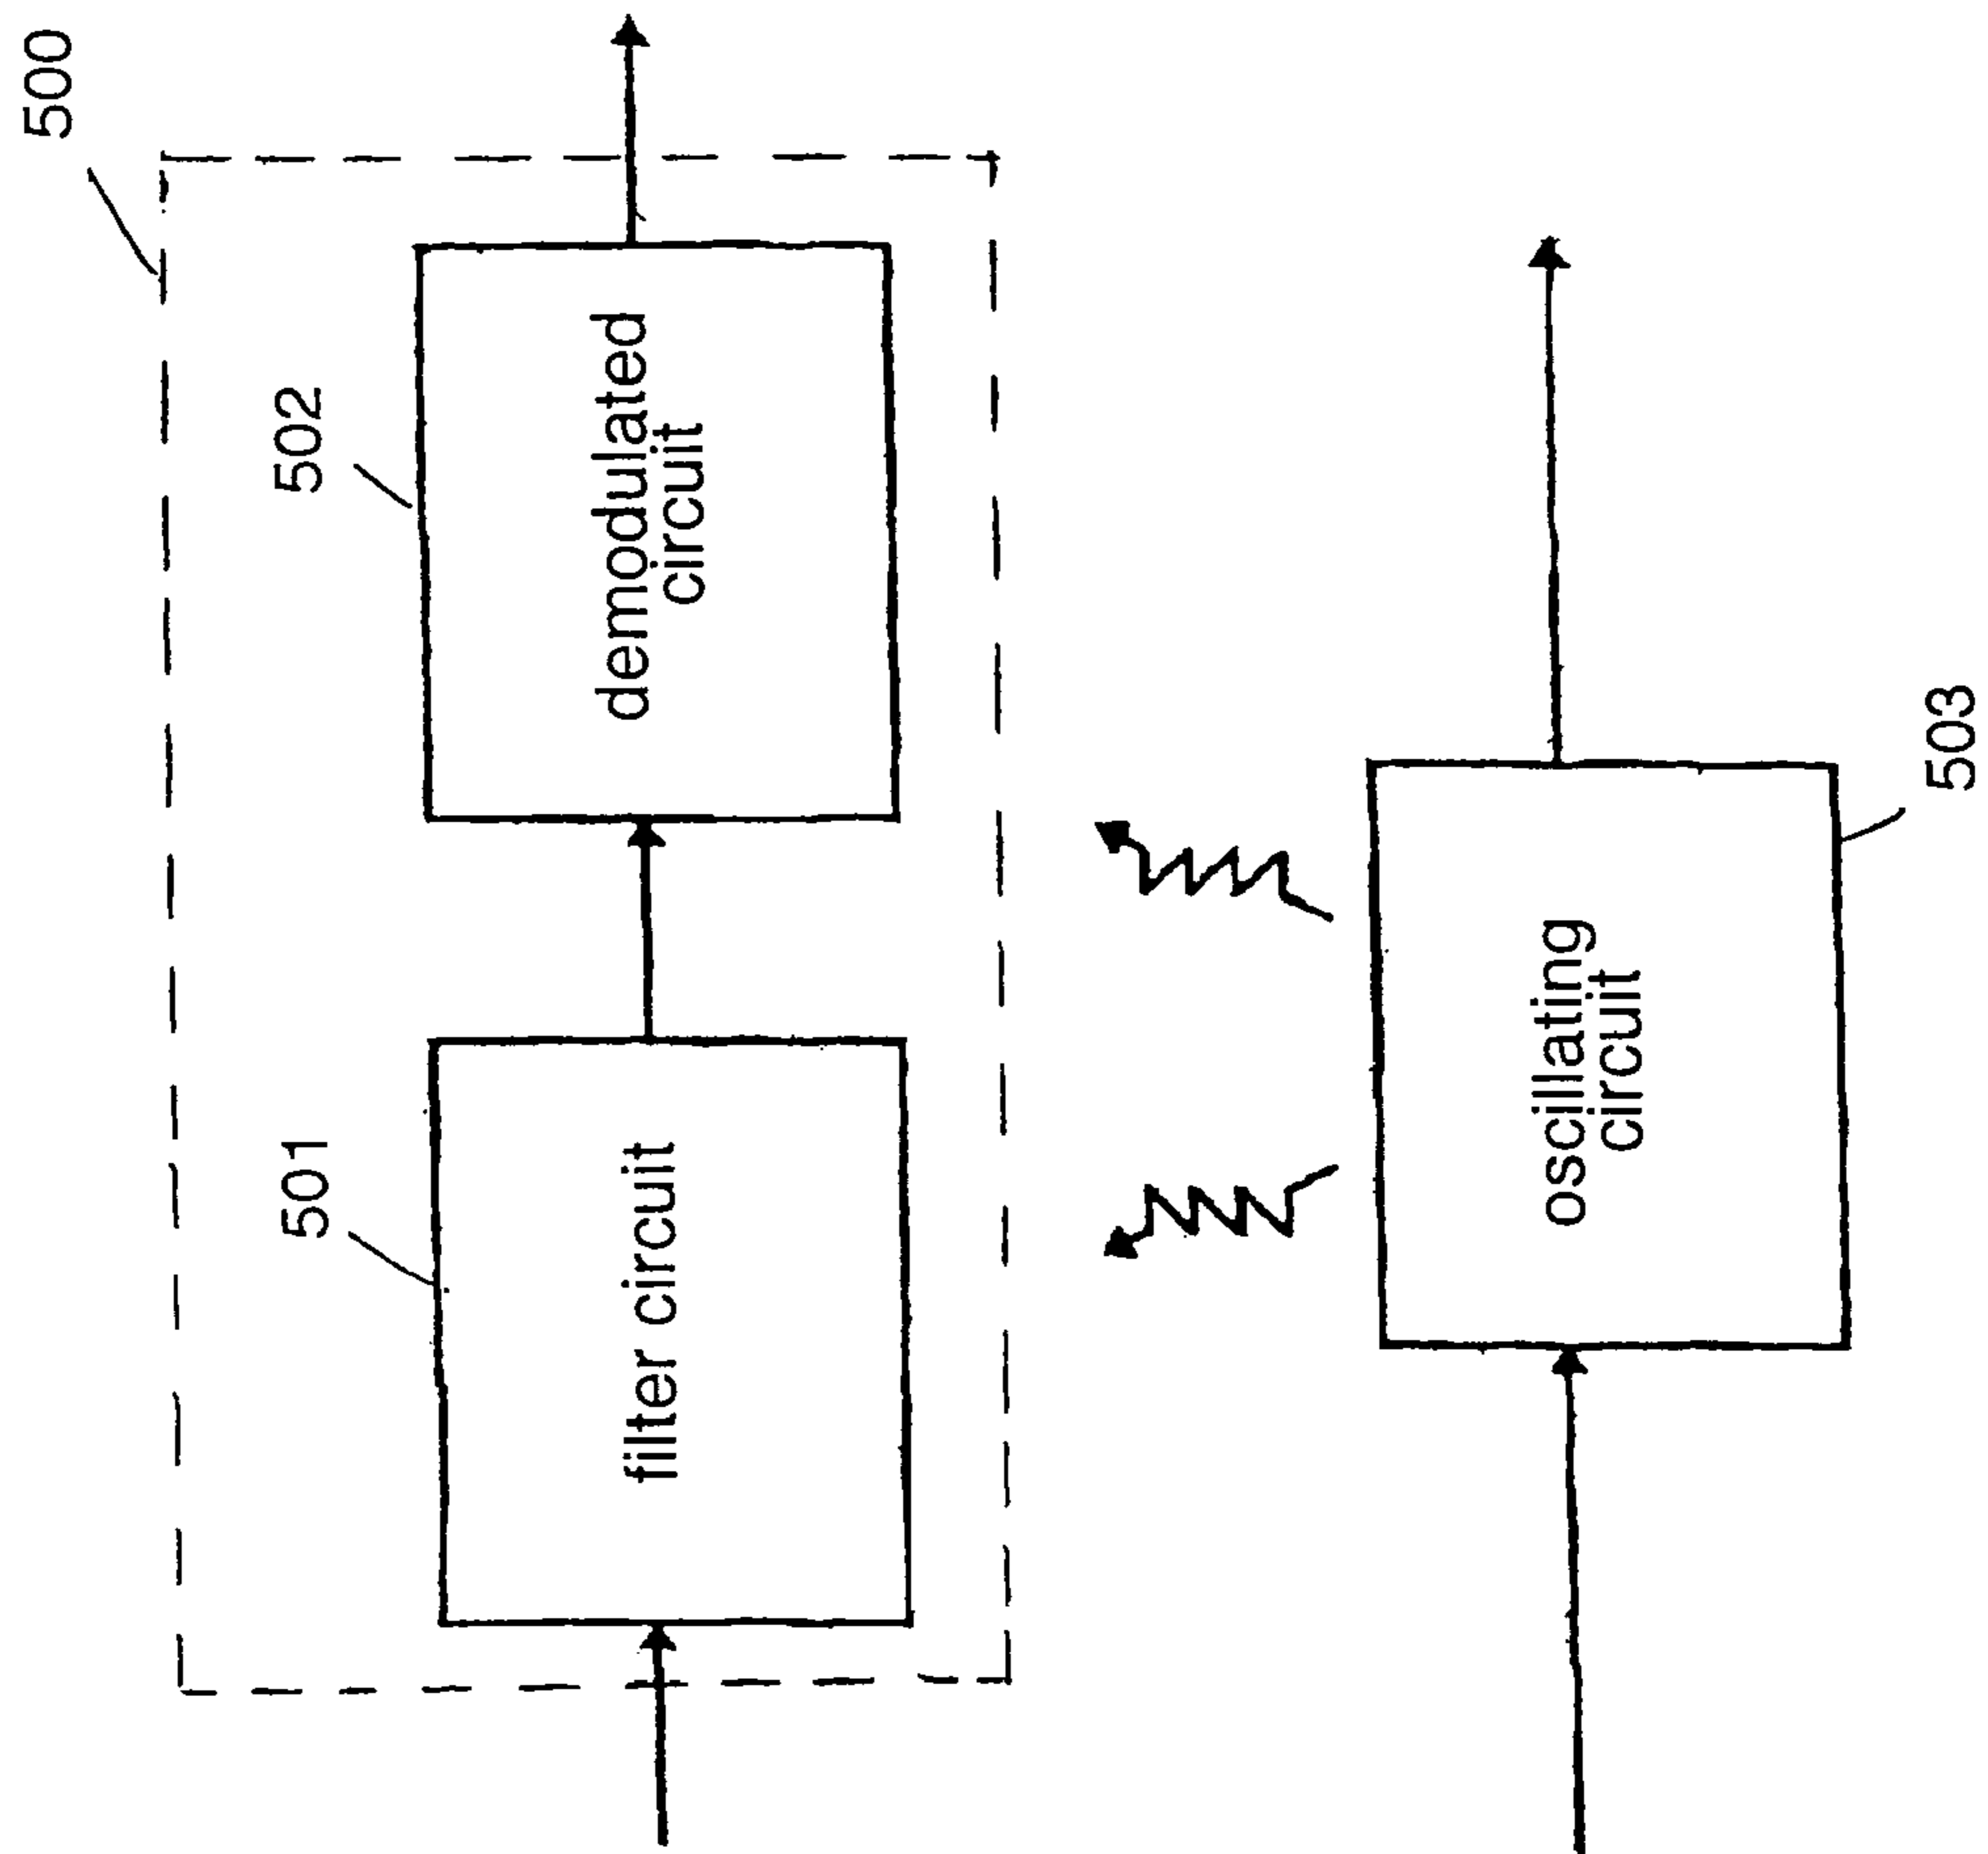 500
501
502
filter circuit
demodulated
circuit
oscillating
circuit
503